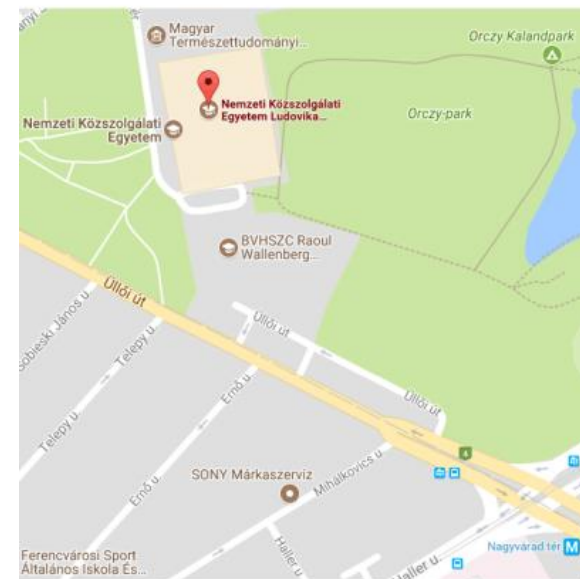 Magyar
Természettudományi...
Orczy Kalandpark
Nemzeti Közszolgálati
Egyetem Ludovika...
Orczy-park
Nemzeti Közszolgálati
Egyetem
BVHSZC Raoul
Wallenberg...
Üllői út
Sobieski János u.
Telepy u.
Üllői út
Ernő u.
Üllői út
Telepy u.
Ernő u.
SONY Márkaszerviz
Mihálkovics u.
4
Haller u.
Haller u.
Nagyvárad tér M
Ferencvárosi Sport
Általános Iskola És...